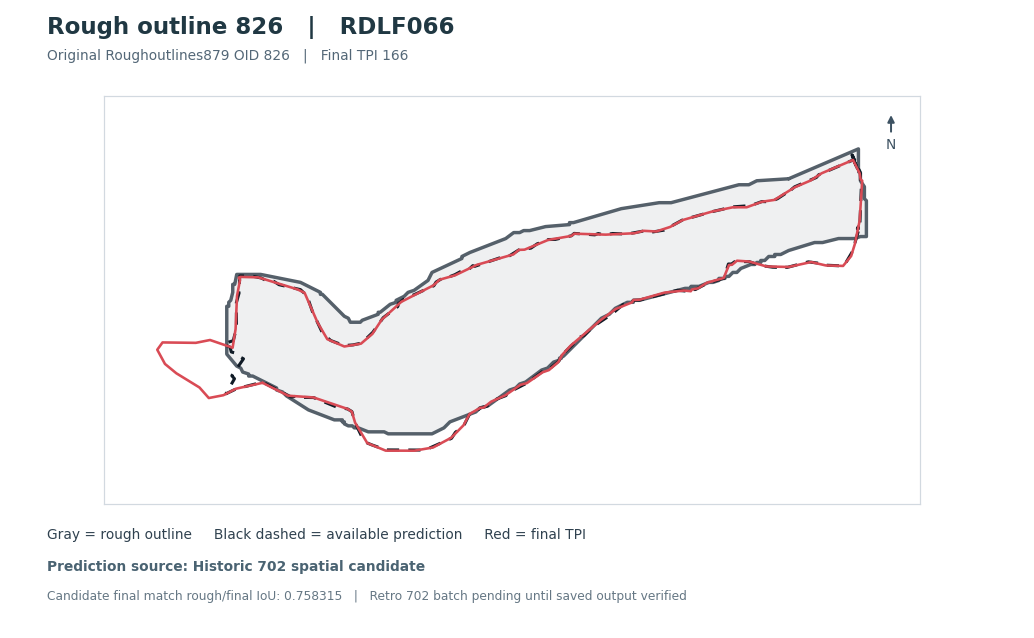 Rough outline 826   |   RDLF066
Original Roughoutlines879 OID 826   |   Final TPI 166
N
Gray = rough outline     Black dashed = available prediction     Red = final TPI
Prediction source: Historic 702 spatial candidate
Candidate final match rough/final IoU: 0.758315   |   Retro 702 batch pending until saved output verified